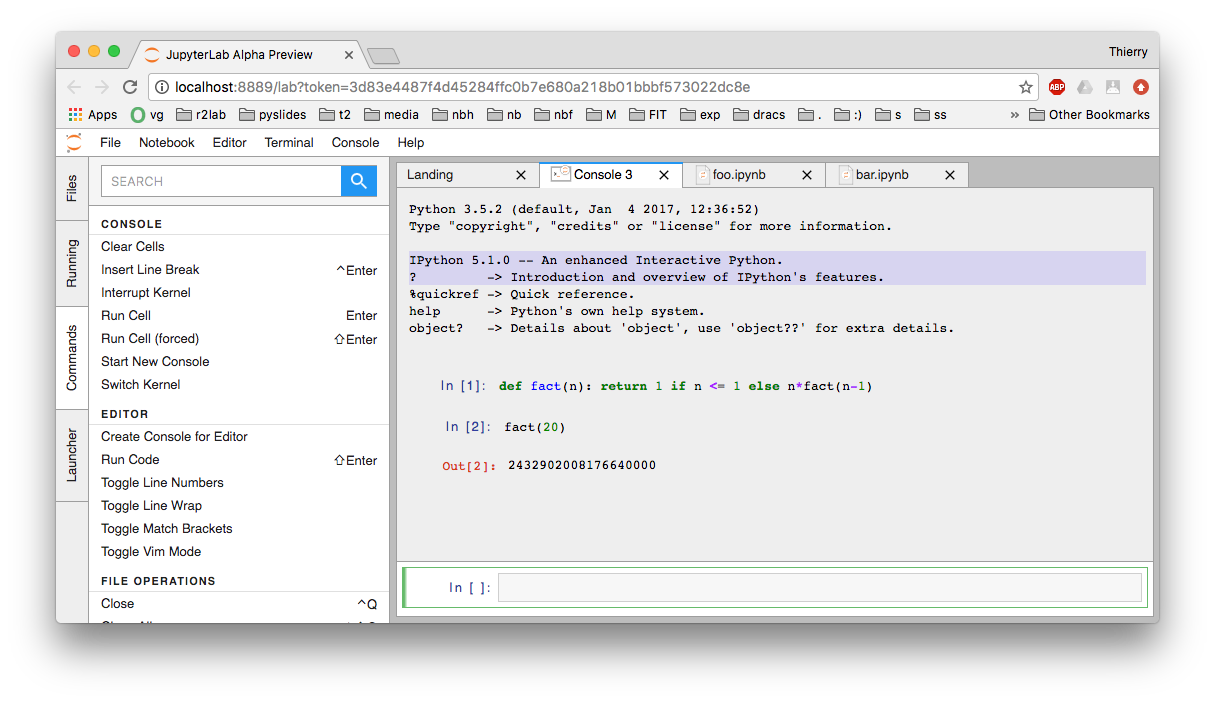 JupyterLab Alpha Preview
Thierry
localhost:8889/lab?token=3d83e4487f4d45284ffc0b7e680a218b01bbbf573022dc8e
ABP
Apps vg r2lab pyslides t2 media nbh nb nbf M FIT exp dracs . :) s ss » Other Bookmarks
File Notebook Editor Terminal Console Help
Files
Running
Commands
Launcher
SEARCH
CONSOLE
Clear Cells
Insert Line Break ^Enter
Interrupt Kernel
Run Cell Enter
Run Cell (forced) ⇧Enter
Start New Console
Switch Kernel
EDITOR
Create Console for Editor
Run Code ⇧Enter
Toggle Line Numbers
Toggle Line Wrap
Toggle Match Brackets
Toggle Vim Mode
FILE OPERATIONS
Close ^Q
Landing Console 3 foo.ipynb bar.ipynb
Python 3.5.2 (default, Jan  4 2017, 12:36:52)
Type "copyright", "credits" or "license" for more information.
IPython 5.1.0 -- An enhanced Interactive Python.
?         -> Introduction and overview of IPython's features.
%quickref -> Quick reference.
help      -> Python's own help system.
object?   -> Details about 'object', use 'object??' for extra details.
In [1]: def fact(n): return 1 if n <= 1 else n*fact(n-1)
In [2]: fact(20)
Out[2]: 2432902008176640000
In [ ]: